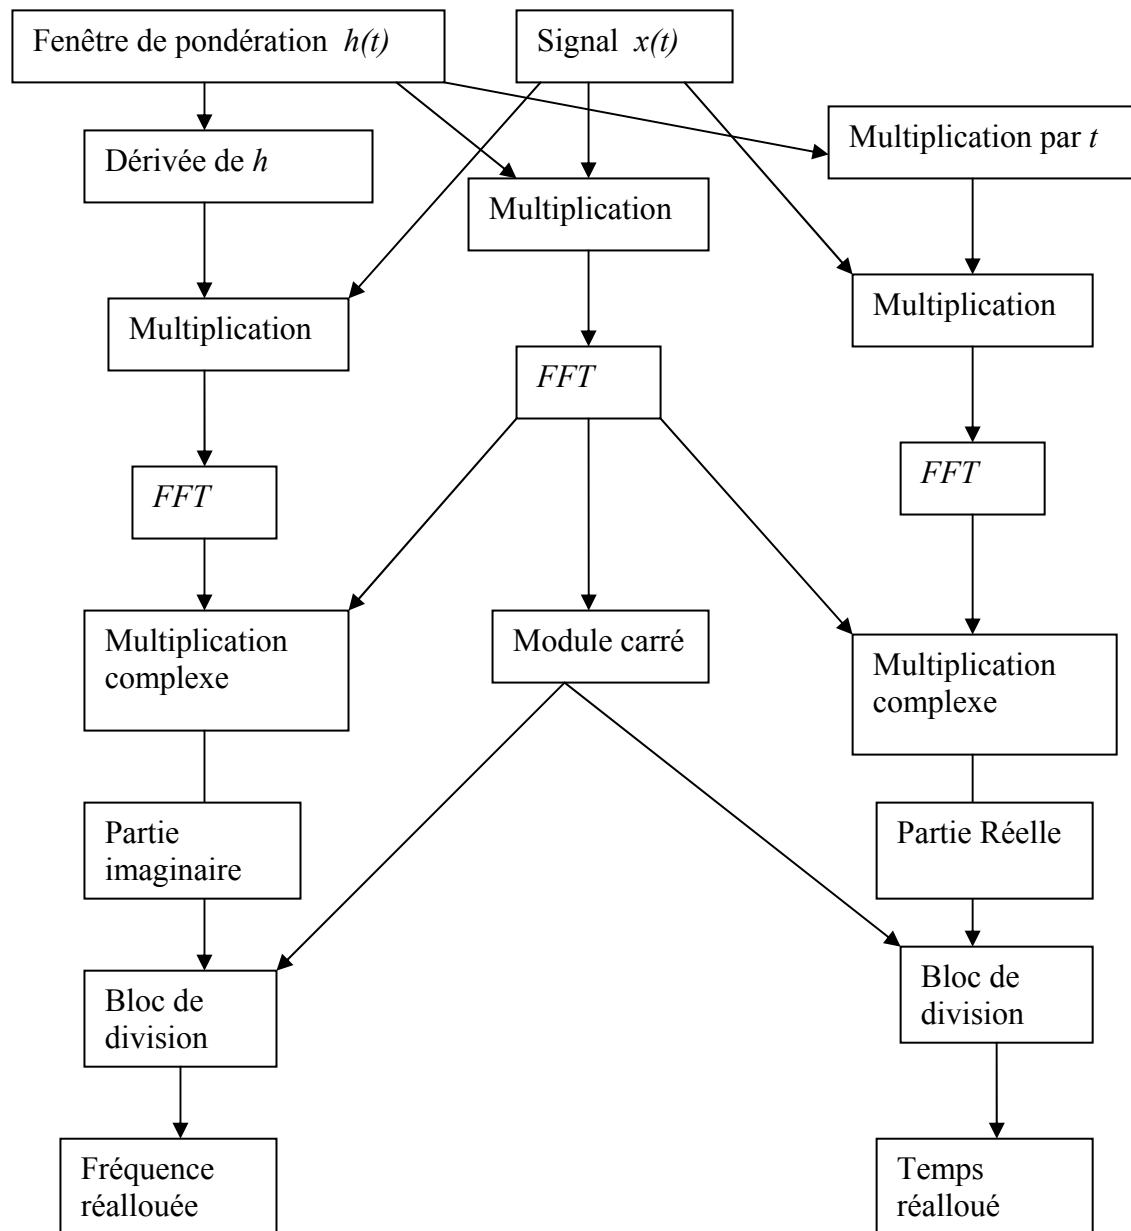 Fenêtre de pondération h(t)
Signal x(t)
Multiplication par t
Dérivée de h
Multiplication
Multiplication
Multiplication
FFT
FFT
FFT
Multiplication
complexe
Module carré
Multiplication
complexe
Partie
imaginaire
Partie Réelle
Bloc de
division
Bloc de
division
Fréquence
réallouée
Temps
réalloué